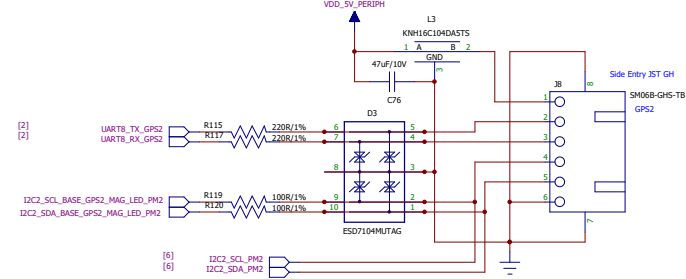 VDD_5V_PERIPH
L3
KNH16C104DA5TS
1 A B 2
GND
3
47uF/10V
C76
8
Side Entry JST GH
J8
SM06B-GHS-TB
GPS2
1
2
3
4
5
6
7
D3
[2] UART8_TX_GPS2 R115 220R/1% 6 5
[2] UART8_RX_GPS2 R117 220R/1% 7 4
8 3
I2C2_SCL_BASE_GPS2_MAG_LED_PM2 R119 100R/1% 9 2
I2C2_SDA_BASE_GPS2_MAG_LED_PM2 R120 100R/1% 10 1
ESD7104MUTAG
[6] I2C2_SCL_PM2
[6] I2C2_SDA_PM2